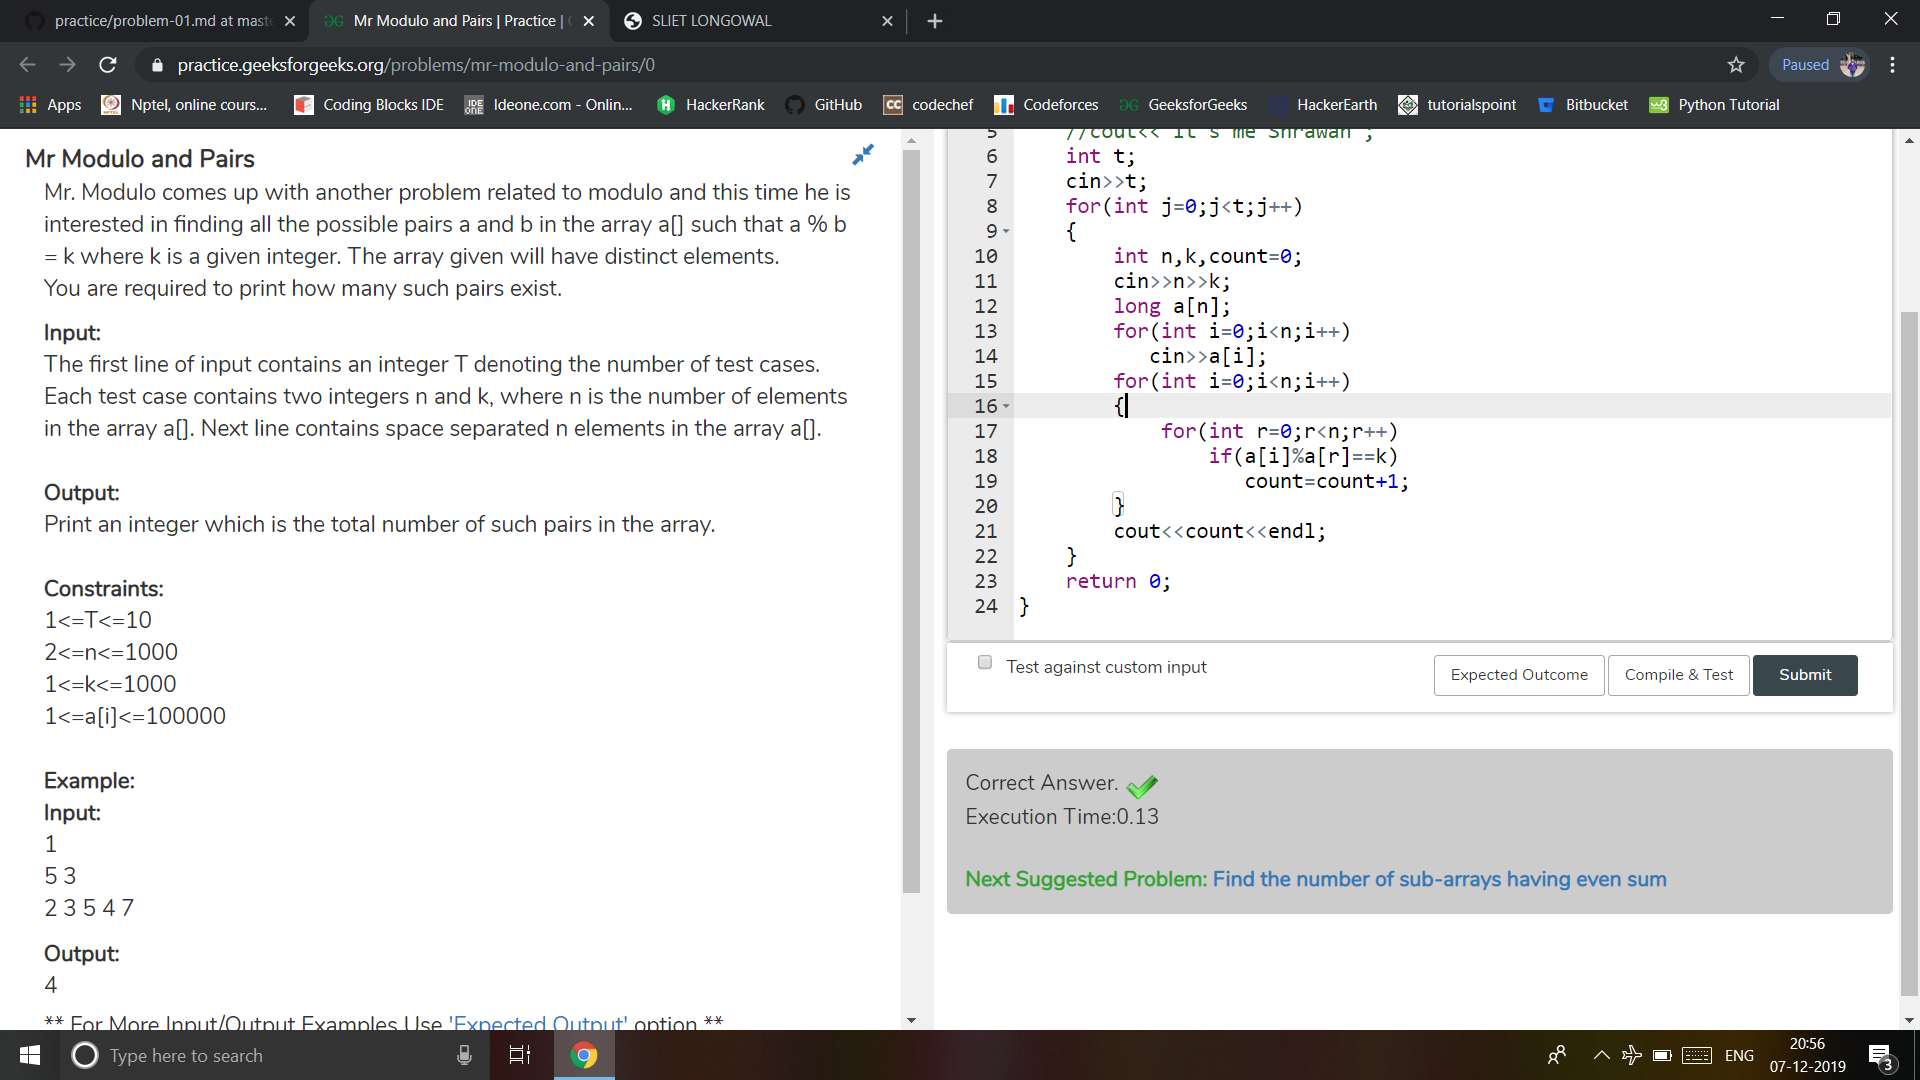 practice/problem-01.md at maste
Mr Modulo and Pairs | Practice |
SLIET LONGOWAL
practice.geeksforgeeks.org/problems/mr-modulo-and-pairs/0
Paused
Apps
Nptel, online cours...
Coding Blocks IDE
Ideone.com - Onlin...
HackerRank
GitHub
codechef
Codeforces
GeeksforGeeks
HackerEarth
tutorialspoint
Bitbucket
Python Tutorial
Mr Modulo and Pairs
Mr. Modulo comes up with another problem related to modulo and this time he is
interested in finding all the possible pairs a and b in the array a[] such that a % b
= k where k is a given integer. The array given will have distinct elements.
You are required to print how many such pairs exist.
Input:
The first line of input contains an integer T denoting the number of test cases.
Each test case contains two integers n and k, where n is the number of elements
in the array a[]. Next line contains space separated n elements in the array a[].
Output:
Print an integer which is the total number of such pairs in the array.
Constraints:
1<=T<=10
2<=n<=1000
1<=k<=1000
1<=a[i]<=100000
Example:
Input:
1
5 3
2 3 5 4 7
Output:
4
** For More Input/Output Examples Use 'Expected Output' option **
5 //cout<<"It's me Shrawan";
6 int t;
7 cin>>t;
8 for(int j=0;j<t;j++)
9 {
10 int n,k,count=0;
11 cin>>n>>k;
12 long a[n];
13 for(int i=0;i<n;i++)
14 cin>>a[i];
15 for(int i=0;i<n;i++)
16 {
17 for(int r=0;r<n;r++)
18 if(a[i]%a[r]==k)
19 count=count+1;
20 }
21 cout<<count<<endl;
22 }
23 return 0;
24 }
Test against custom input
Expected Outcome
Compile & Test
Submit
Correct Answer.
Execution Time:0.13
Next Suggested Problem: Find the number of sub-arrays having even sum
Type here to search
ENG
20:56
07-12-2019
3